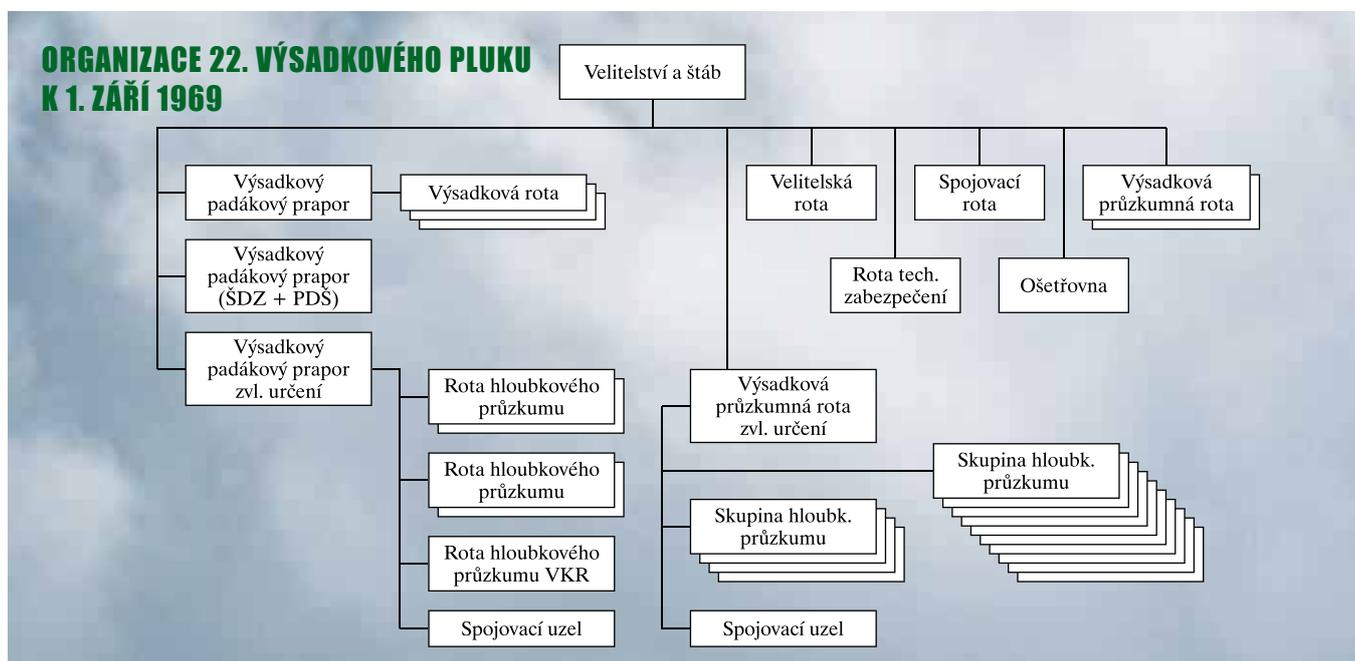 ORGANIZACE 22. VÝSADKOVÉHO PLUKU
K 1. ZÁŘÍ 1969
Velitelství a štáb
Výsadkový
padákový prapor
Výsadková rota
Velitelská
rota
Spojovací
rota
Výsadková
průzkumná rota
Výsadkový
padákový prapor
(ŠDZ + PDŠ)
Rota tech.
zabezpečení
Ošetřovna
Výsadkový
padákový prapor
zvl. určení
Rota hloubkového
průzkumu
Rota hloubkového
průzkumu
Rota hloubkového
průzkumu VKR
Spojovací uzel
Výsadková
průzkumná rota
zvl. určení
Skupina hloubk.
průzkumu
Skupina hloubk.
průzkumu
Spojovací uzel